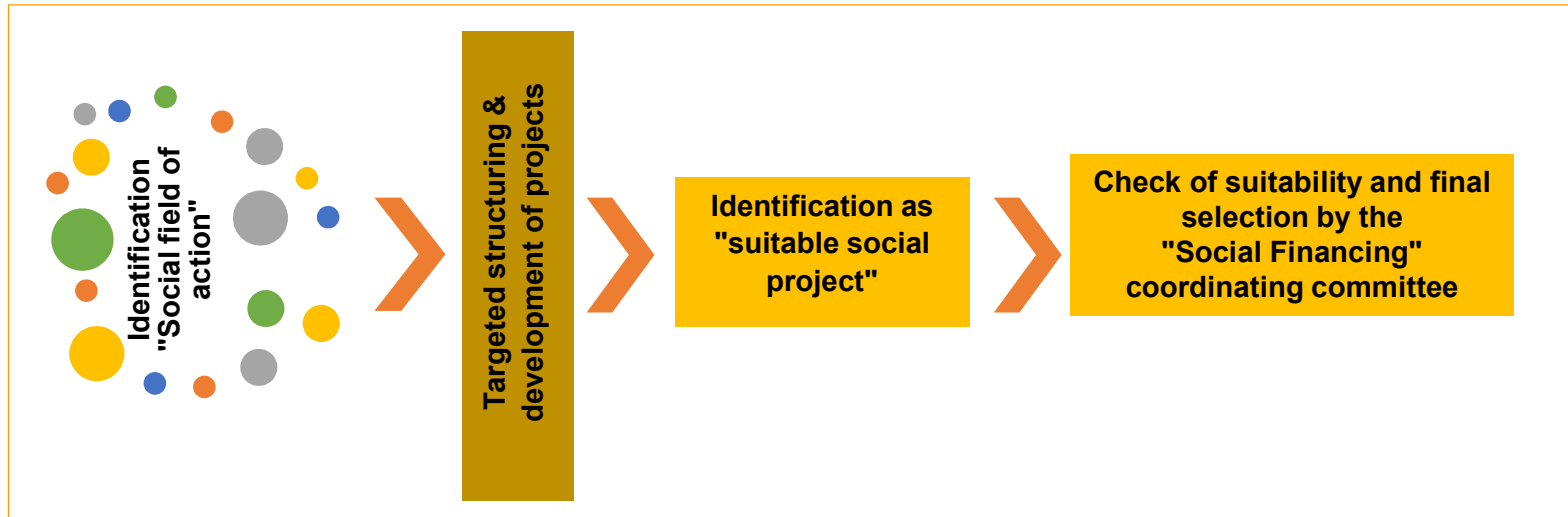 Identification
"Social field of
action"
Targeted structuring &
development of projects
Identification as
"suitable social
project"
Check of suitability and final
selection by the
"Social Financing"
coordinating committee